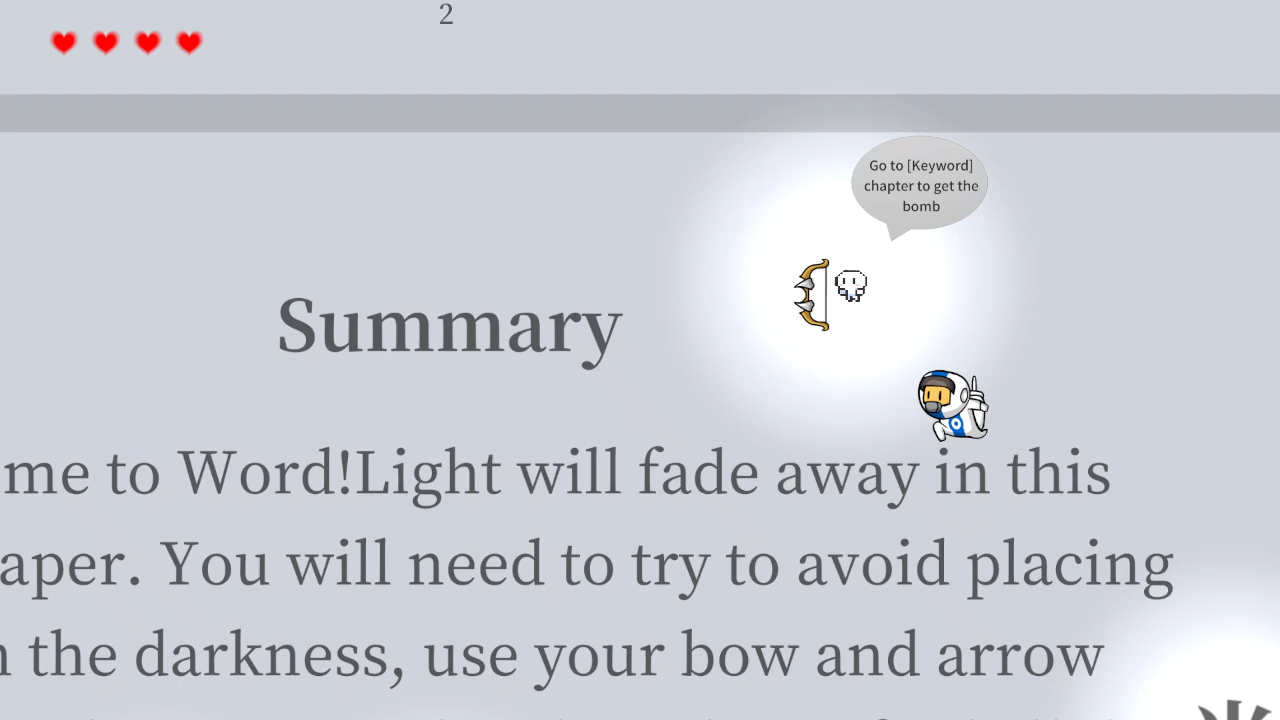 2
Go to [Keyword]
chapter to get the
bomb
Summary
me to Word!Light will fade away in this
aper. You will need to try to avoid placing
the darkness, use your bow and arrow